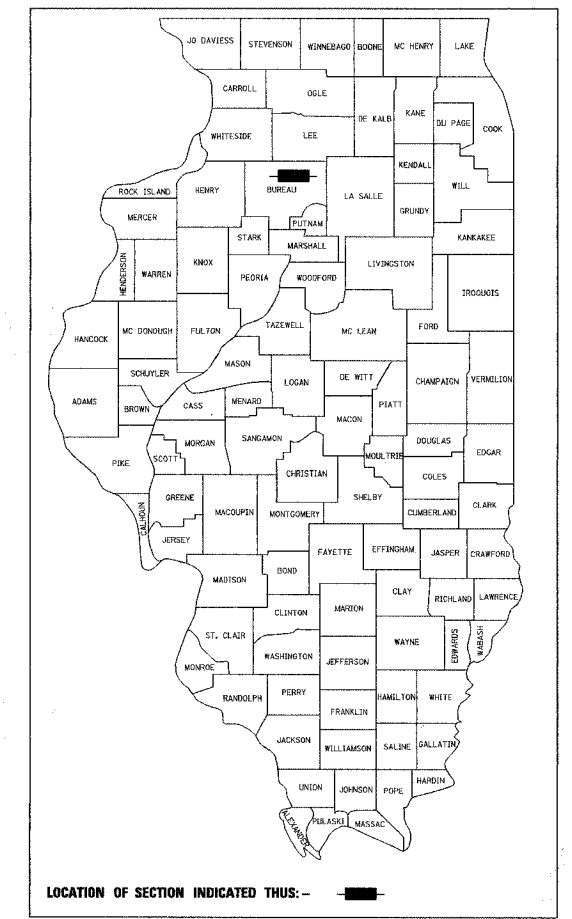 JO DAVIESS
STEVENSON
WINNEBAGO
BOONE
MC HENRY
LAKE
CARROLL
OGLE
DE KALB
KANE
DU PAGE
COOK
WHITESIDE
LEE
KENDALL
WILL
ROCK ISLAND
HENRY
BUREAU
LA SALLE
GRUNDY
MERCER
PUTNAM
KANKAKEE
HENDERSON
WARREN
KNOX
STARK
MARSHALL
LIVINGSTON
PEORIA
WOODFORD
IROQUOIS
HANCOCK
MC DONOUGH
FULTON
TAZEWELL
MC LEAN
FORD
SCHUYLER
MASON
LOGAN
DE WITT
CHAMPAIGN
VERMILION
ADAMS
BROWN
CASS
MENARD
MACON
PIATT
MORGAN
SANGAMON
DOUGLAS
EDGAR
PIKE
SCOTT
CHRISTIAN
MOULTRIE
COLES
GREENE
MACOUPIN
MONTGOMERY
SHELBY
CUMBERLAND
CLARK
CALHOUN
JERSEY
FAYETTE
EFFINGHAM
JASPER
CRAWFORD
MADISON
BOND
CLAY
RICHLAND
LAWRENCE
CLINTON
MARION
ST. CLAIR
WAYNE
EDWARDS
WABASH
WASHINGTON
JEFFERSON
MONROE
RANDOLPH
PERRY
HAMILTON
WHITE
FRANKLIN
JACKSON
WILLIAMSON
SALINE
GALLATIN
UNION
JOHNSON
POPE
HARDIN
ALEXANDER
PULASKI
MASSAC
LOCATION OF SECTION INDICATED THUS: –